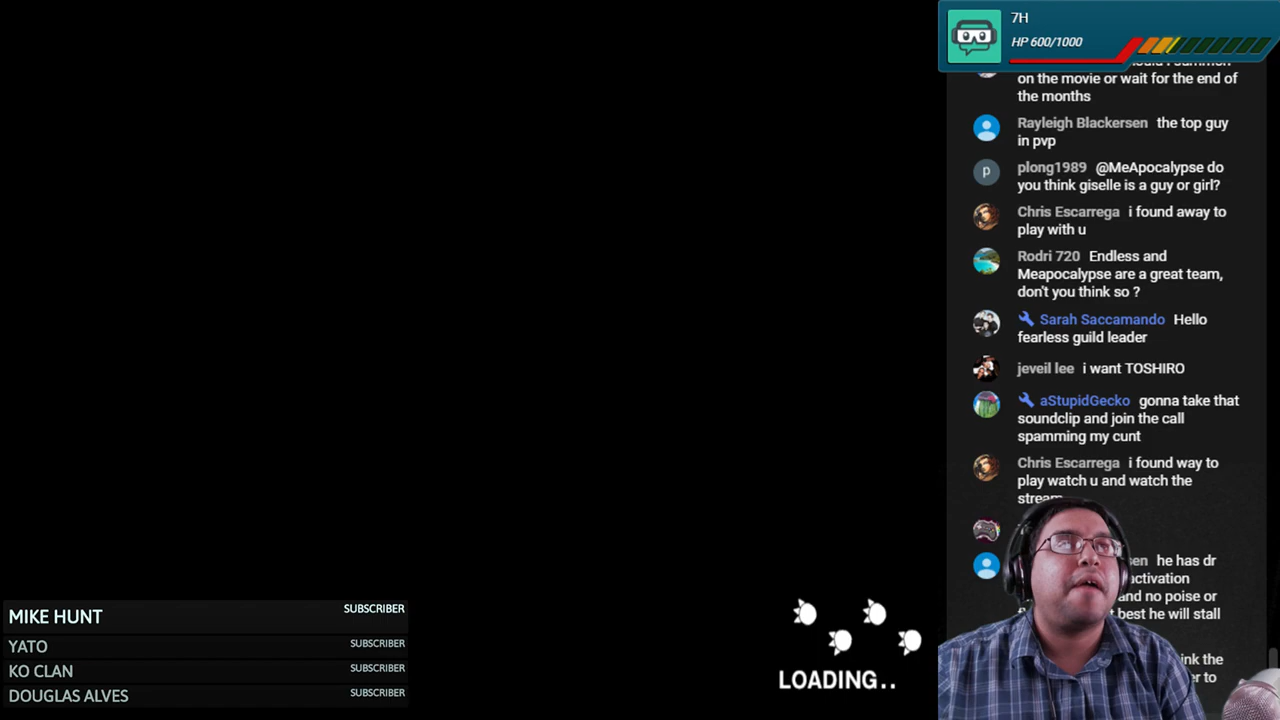 7H
HP 600/1000
on the movie or wait for the end of
the months
Rayleigh Blackersen the top guy
in pvp
p
plong1989 @MeApocalypse do
you think giselle is a guy or girl?
Chris Escarrega i found away to
play with u
Rodri 720 Endless and
Meapocalypse are a great team,
don't you think so ?
Sarah Saccamando Hello
fearless guild leader
jeveil lee i want TOSHIRO
aStupidGecko gonna take that
soundclip and join the call
spamming my cunt
Chris Escarrega i found way to
play watch u and watch the
stream
he has dr
activation
and no poise or
best he will stall
the
to
MIKE HUNT SUBSCRIBER
YATO SUBSCRIBER
KO CLAN SUBSCRIBER
DOUGLAS ALVES SUBSCRIBER
LOADING..